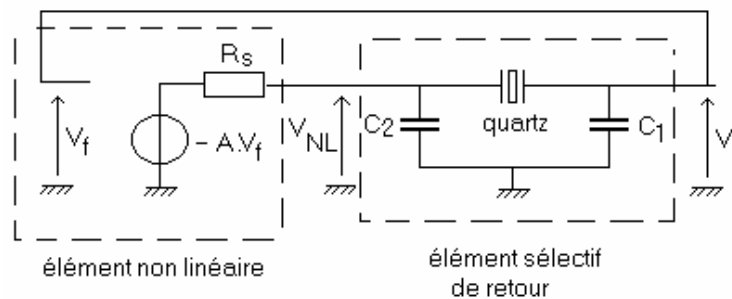 Rs
Vf
- A.Vf
VNL
C2
quartz
C1
V
élément non linéaire
élément sélectif
de retour